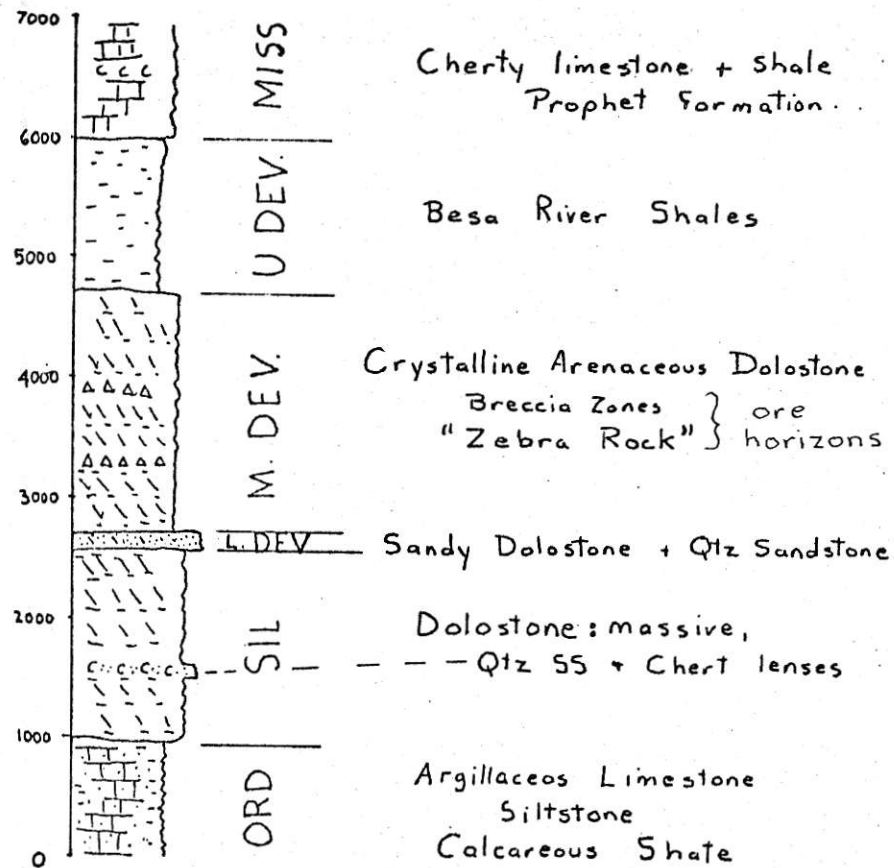 7000
MISS
Cherty limestone + Shale
Prophet Formation.
6000
U DEV.
Besa River Shales
5000
M. DEV.
Crystalline Arenaceous Dolostone
4000
Breccia Zones } ore
"Zebra Rock" } horizons
3000
L. DEV
Sandy Dolostone + Qtz Sandstone
2000
SIL
Dolostone: massive,
c c c c
Qtz SS + Chert lenses
1000
ORD
Argillaceos Limestone
Siltstone
Calcareous Shate
0